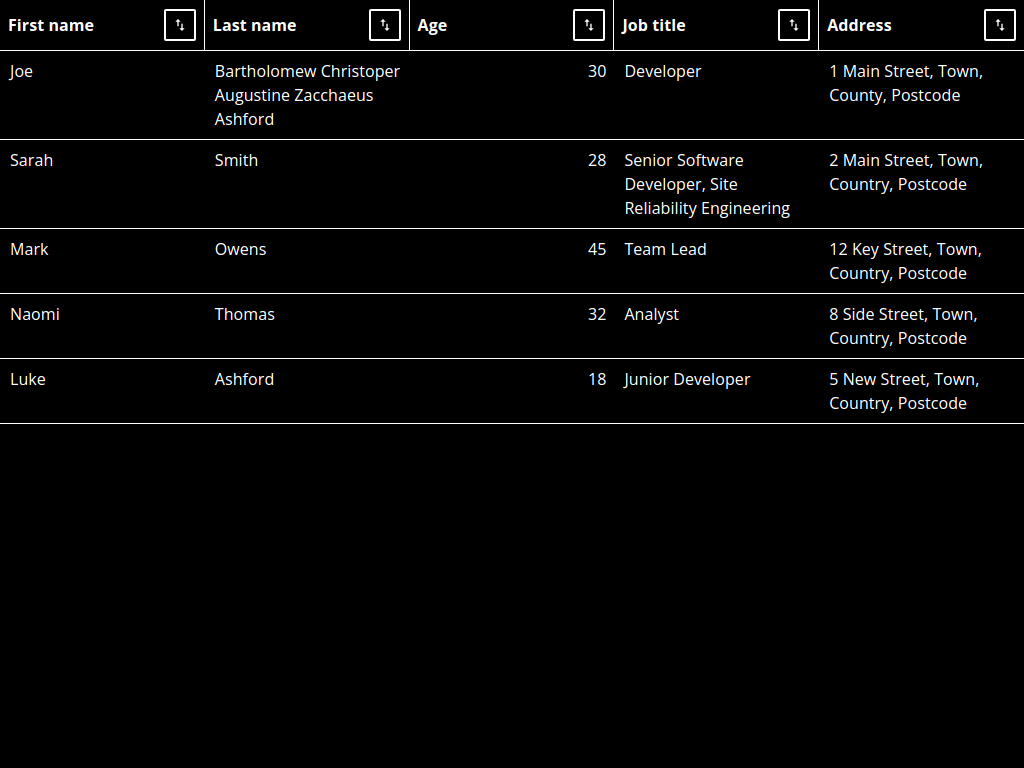 First name Last name Age Job title Address
Joe Bartholomew Christoper 30 Developer 1 Main Street, Town,
Augustine Zacchaeus County, Postcode
Ashford
Sarah Smith 28 Senior Software 2 Main Street, Town,
Developer, Site Country, Postcode
Reliability Engineering
Mark Owens 45 Team Lead 12 Key Street, Town,
Country, Postcode
Naomi Thomas 32 Analyst 8 Side Street, Town,
Country, Postcode
Luke Ashford 18 Junior Developer 5 New Street, Town,
Country, Postcode